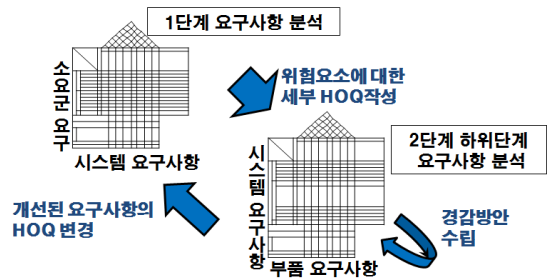 1단계 요구사항 분석
소요군 요구
시스템 요구사항
위험요소에 대한
세부 HOQ작성
2단계 하위단계
요구사항 분석
시스템 요구사항
부품 요구사항
경감방안
수립
개선된 요구사항의
HOQ 변경